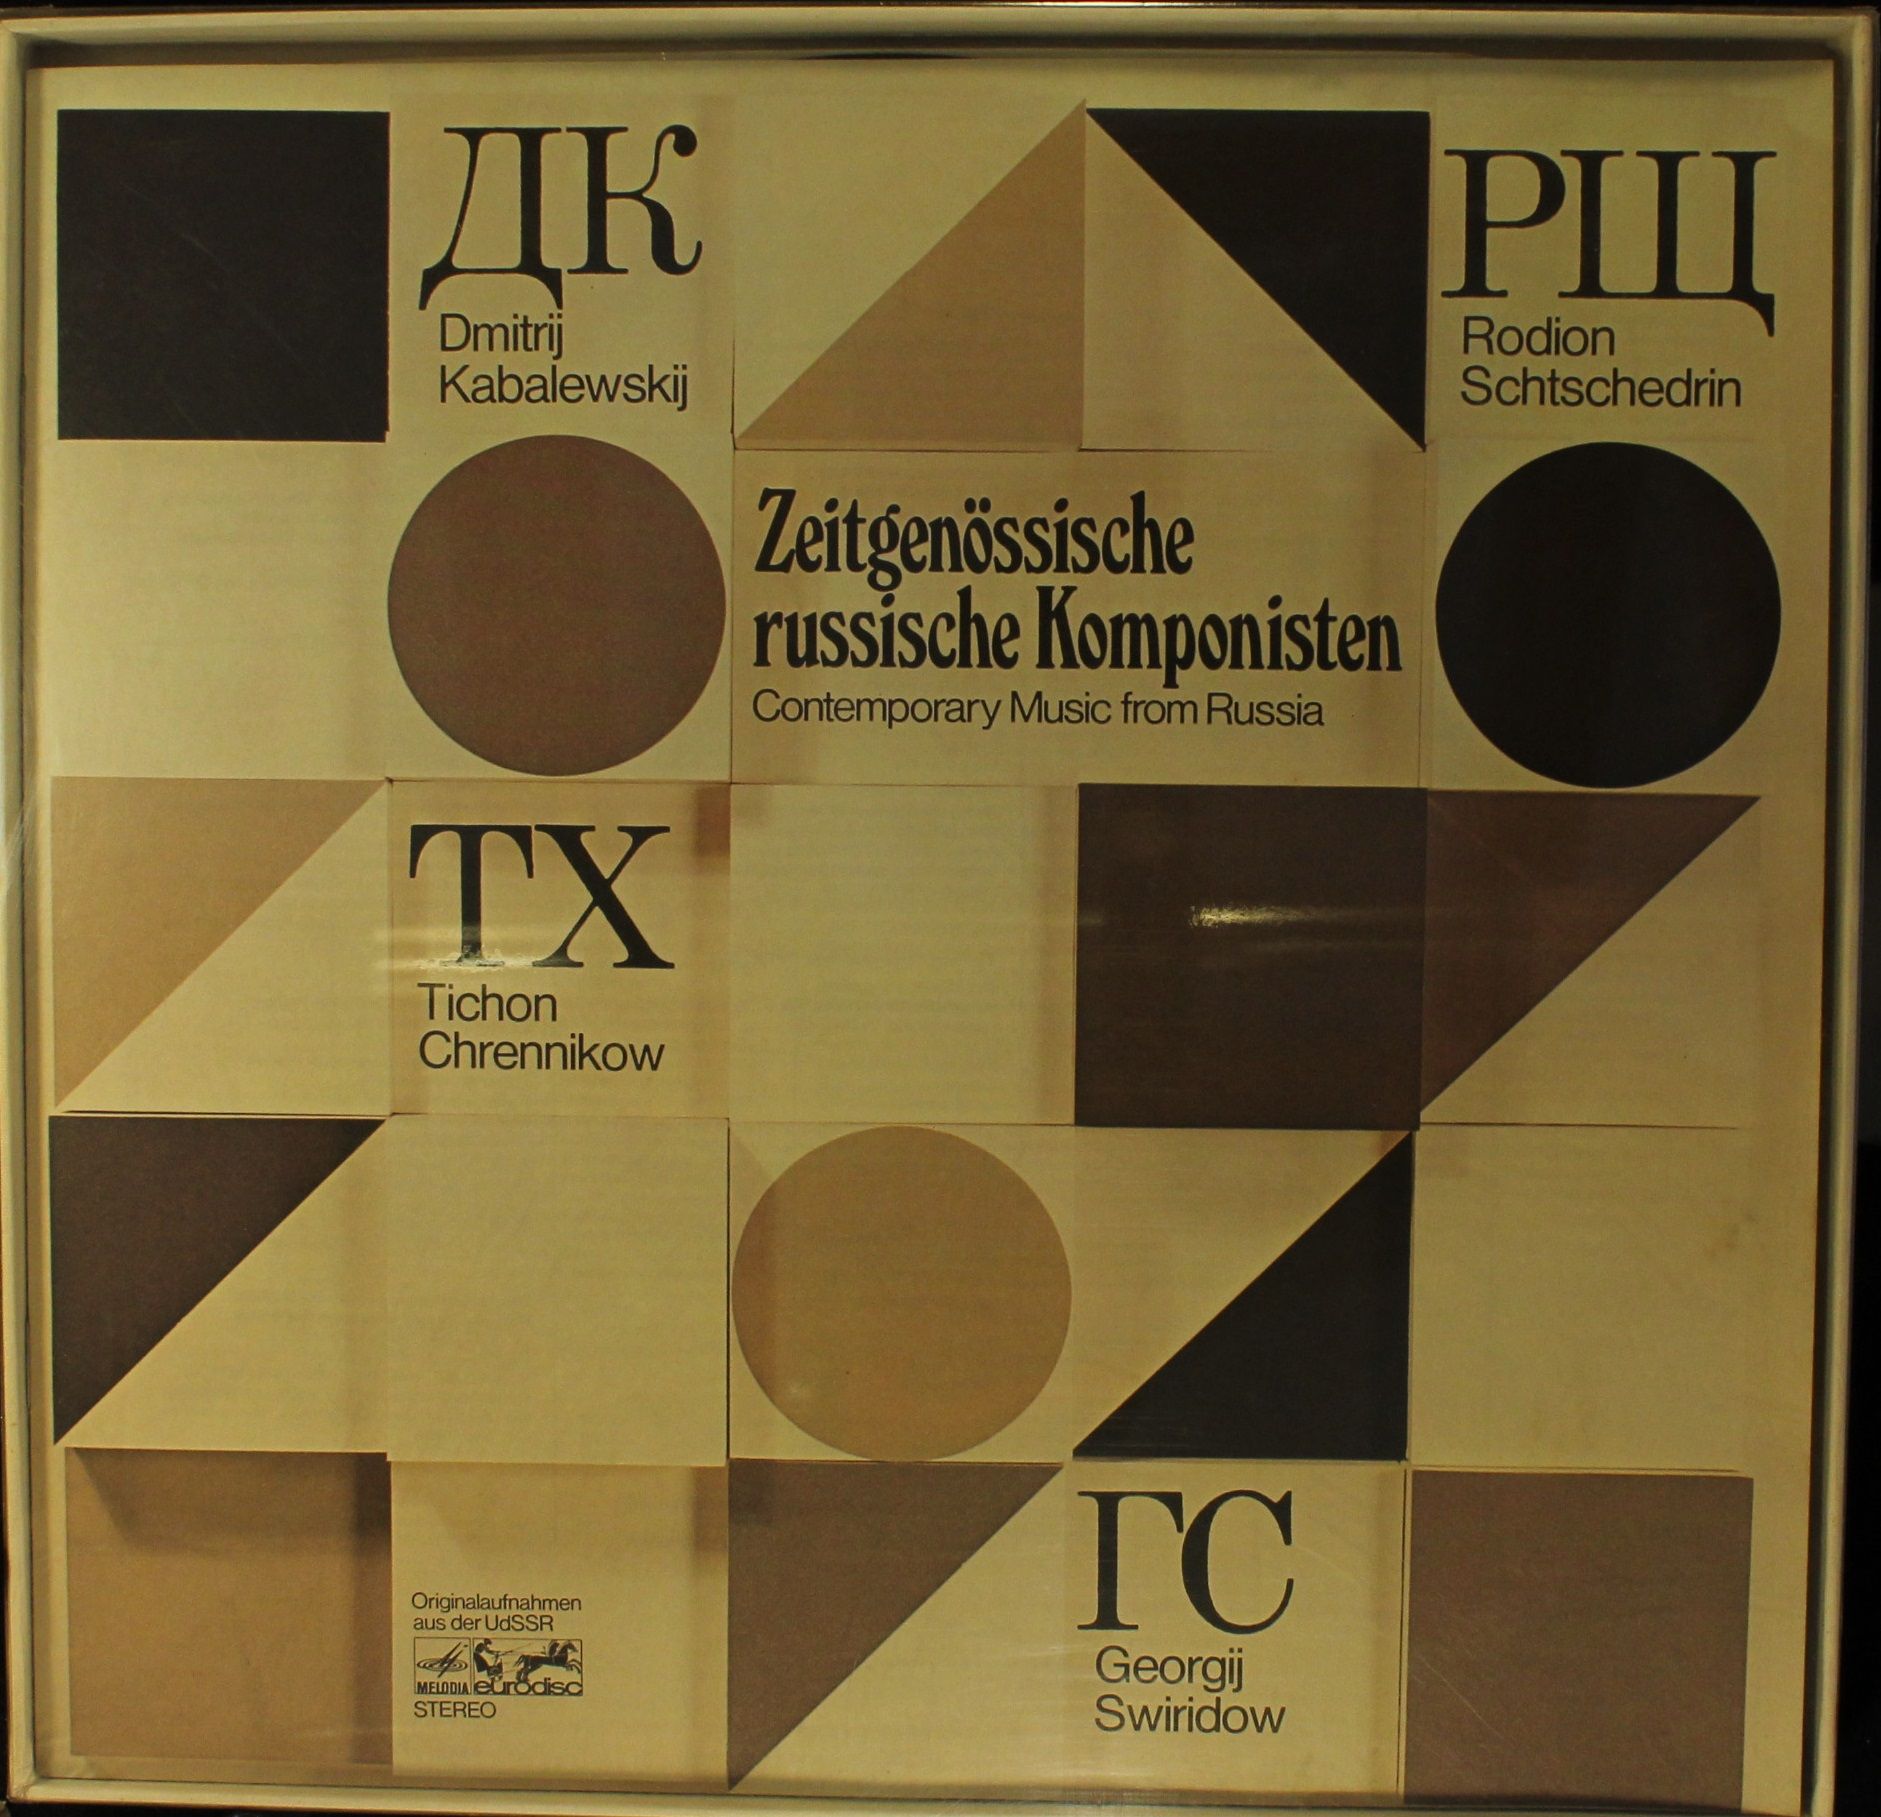 ДК
Dmitrij
Kabalewskij
РЩ
Rodion
Schtschedrin
Zeitgenössische
russische Komponisten
Contemporary Music from Russia
ТХ
Tichon
Chrennikow
Originalaufnahmen
aus der UdSSR
MELODIA eurodisc
STEREO
ГС
Georgij
Swiridow